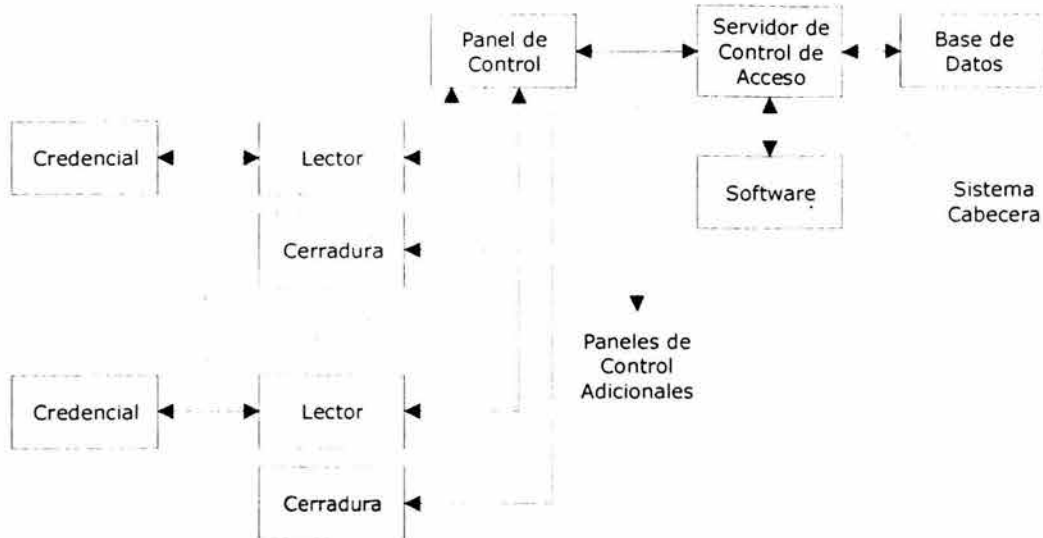 Panel de
Control
Servidor de
Control de
Acceso
Base de
Datos
Credencial
Lector
Software
Sistema
Cabecera
Cerradura
Paneles de
Control
Adicionales
Credencial
Lector
Cerradura